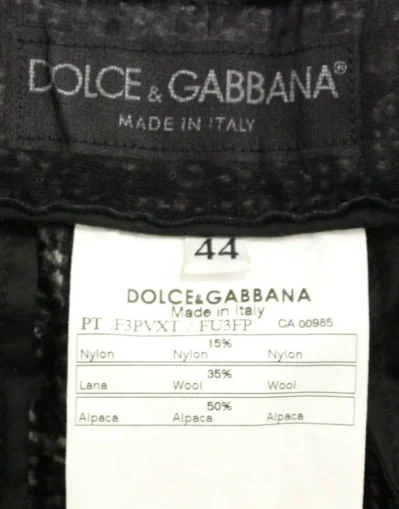 DOLCE & GABBANA®
MADE IN ITALY
44
DOLCE&GABBANA
Made in Italy
PT .F3PVXT / FU3FP CA 00985
15%
Nylon Nylon Nylon
35%
Lana Wool Wool
50%
Alpaca Alpaca Alpaca